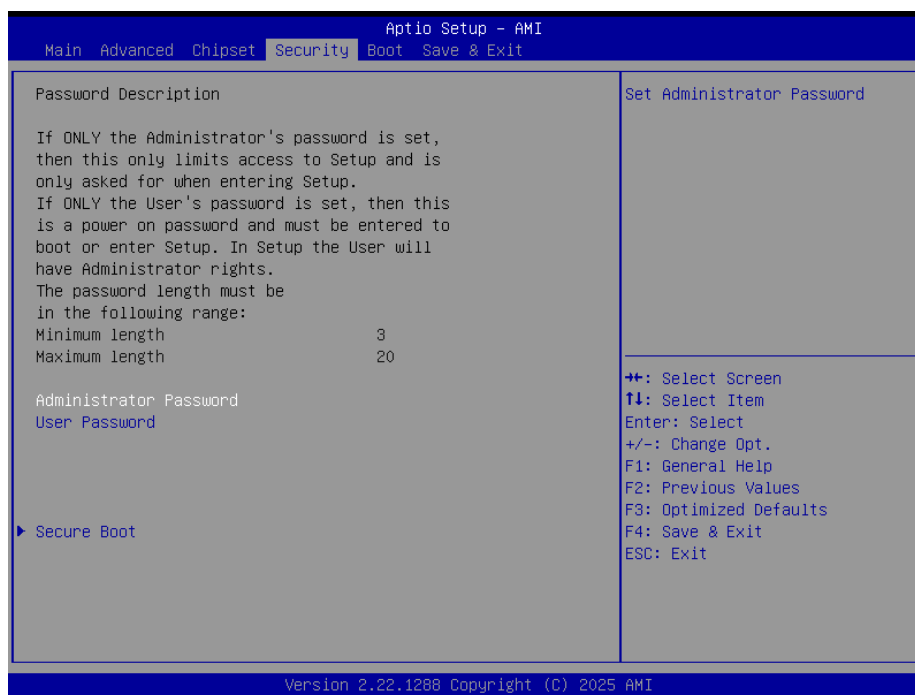 Aptio Setup – AMI
Main Advanced Chipset Security Boot Save & Exit
Password Description
If ONLY the Administrator's password is set,
then this only limits access to Setup and is
only asked for when entering Setup.
If ONLY the User's password is set, then this
is a power on password and must be entered to
boot or enter Setup. In Setup the User will
have Administrator rights.
The password length must be
in the following range:
Minimum length 3
Maximum length 20
Administrator Password
User Password
Secure Boot
Set Administrator Password
→←: Select Screen
↑↓: Select Item
Enter: Select
+/-: Change Opt.
F1: General Help
F2: Previous Values
F3: Optimized Defaults
F4: Save & Exit
ESC: Exit
Version 2.22.1288 Copyright (C) 2025 AMI